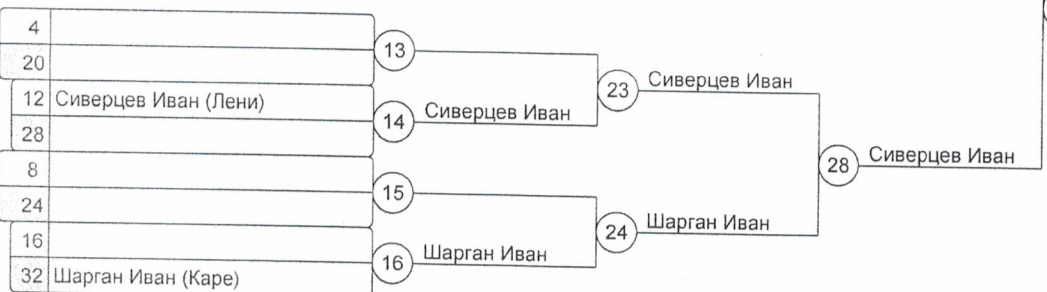 4
20
12 Сиверцев Иван (Лени)
28
8
24
16
32 Шарган Иван (Каре)
13
14 Сиверцев Иван
15
16 Шарган Иван
23 Сиверцев Иван
24 Шарган Иван
28 Сиверцев Иван